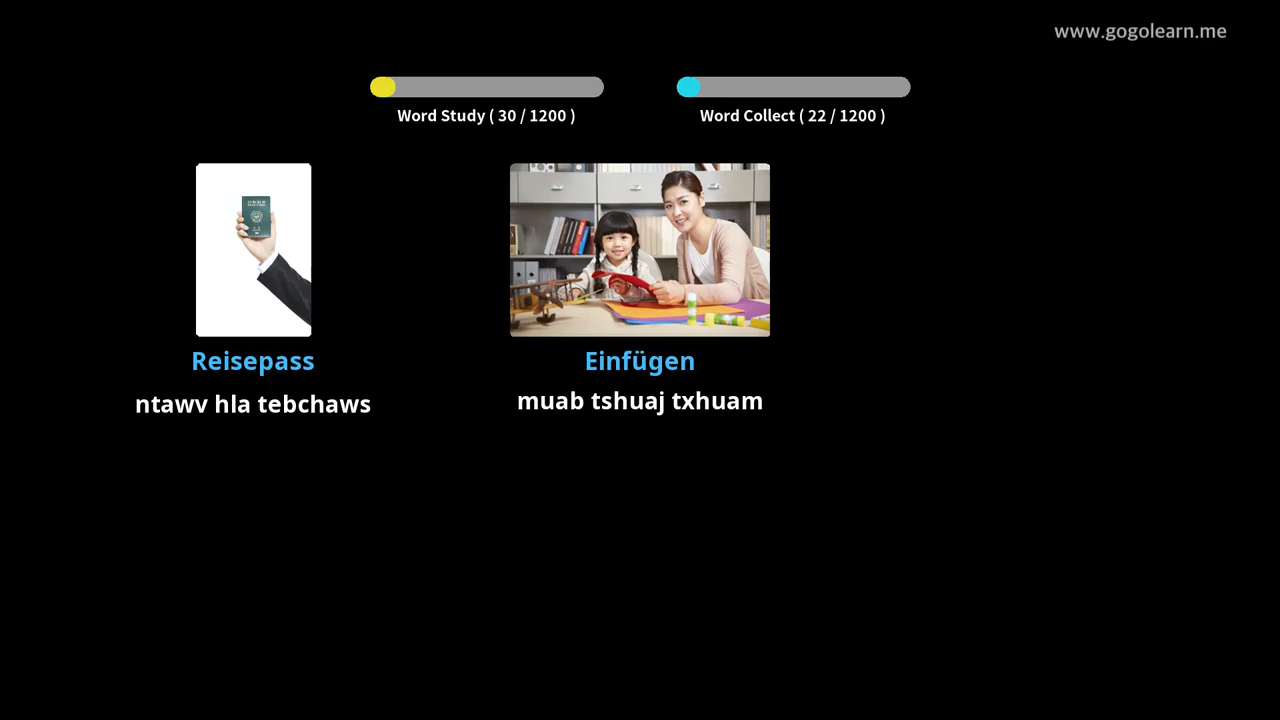 www.gogolearn.me
Word Study ( 30 / 1200 )
Word Collect ( 22 / 1200 )
Reisepass
Einfügen
ntawv hla tebchaws
muab tshuaj txhuam